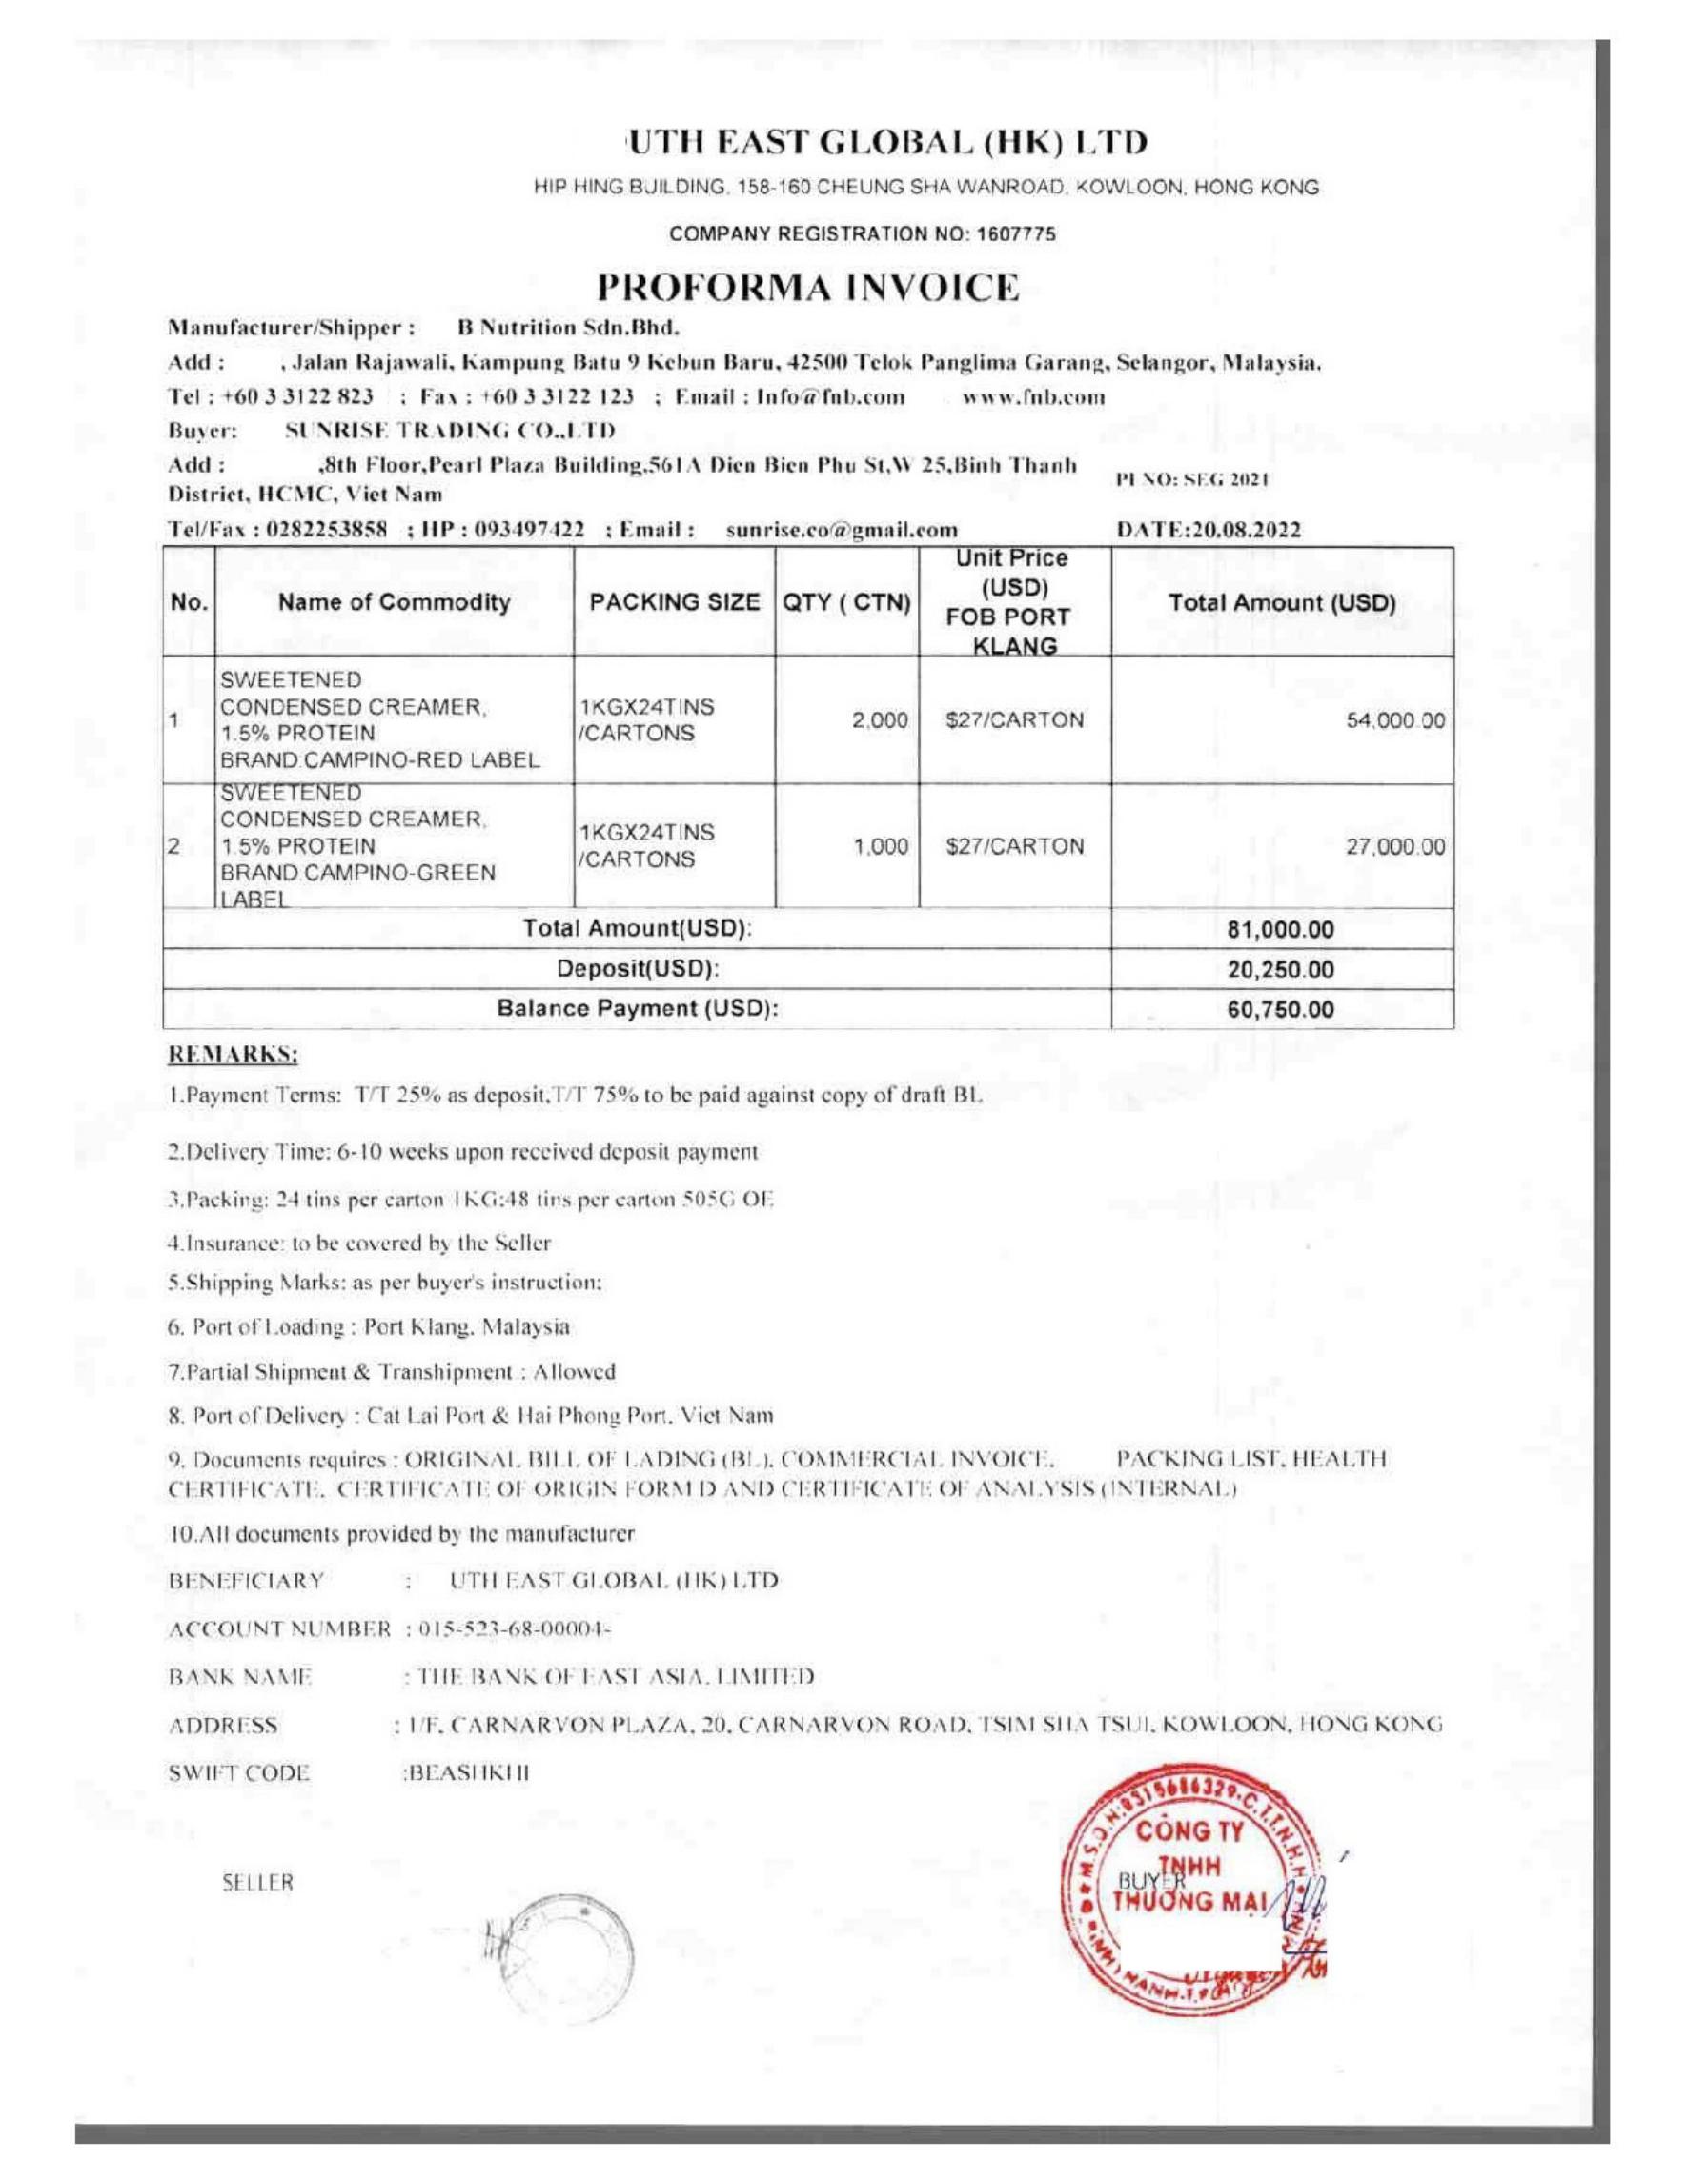 UTH EAST GLOBAL (HK) LTD
HIP HING BUILDING, 158-160 CHEUNG SHA WANROAD, KOWLOON, HONG KONG
COMPANY REGISTRATION NO: 1607775
PROFORMA INVOICE
Manufacturer/Shipper : B Nutrition Sdn.Bhd.
Add : , Jalan Rajawali, Kampung Batu 9 Kebun Baru, 42500 Telok Panglima Garang, Selangor, Malaysia.
Tel : +60 3 3122 823 ; Fax : +60 3 3122 123 ; Email : Info@fnb.com www.fnb.com
Buyer: SUNRISE TRADING CO.,LTD
Add : ,8th Floor,Pearl Plaza Building,561A Dien Bien Phu St,W 25,Binh Thanh
District, HCMC, Viet Nam
PI NO: SEG 2021
Tel/Fax : 0282253858 ; HP : 093497422 ; Email : sunrise.co@gmail.com DATE:20.08.2022
No. Name of Commodity PACKING SIZE QTY ( CTN) Unit Price (USD) FOB PORT KLANG Total Amount (USD)
1 SWEETENED CONDENSED CREAMER, 1.5% PROTEIN BRAND.CAMPINO-RED LABEL 1KGX24TINS /CARTONS 2,000 $27/CARTON 54,000.00
2 SWEETENED CONDENSED CREAMER, 1.5% PROTEIN BRAND.CAMPINO-GREEN LABEL 1KGX24TINS /CARTONS 1,000 $27/CARTON 27,000.00
Total Amount(USD): 81,000.00
Deposit(USD): 20,250.00
Balance Payment (USD): 60,750.00
REMARKS:
1.Payment Terms: T/T 25% as deposit,T/T 75% to be paid against copy of draft BL.
2.Delivery Time: 6-10 weeks upon received deposit payment
3.Packing: 24 tins per carton 1KG:48 tins per carton 505G OE
4.Insurance: to be covered by the Seller
5.Shipping Marks: as per buyer's instruction:
6. Port of Loading : Port Klang, Malaysia
7.Partial Shipment & Transhipment : Allowed
8. Port of Delivery : Cat Lai Port & Hai Phong Port, Viet Nam
9. Documents requires : ORIGINAL BILL OF LADING (BL), COMMERCIAL INVOICE, PACKING LIST, HEALTH
CERTIFICATE, CERTIFICATE OF ORIGIN FORM D AND CERTIFICATE OF ANALYSIS (INTERNAL)
10.All documents provided by the manufacturer
BENEFICIARY : UTH EAST GLOBAL (HK) LTD
ACCOUNT NUMBER : 015-523-68-00004-
BANK NAME : THE BANK OF EAST ASIA, LIMITED
ADDRESS : 1/F, CARNARVON PLAZA, 20, CARNARVON ROAD, TSIM SHA TSUI, KOWLOON, HONG KONG
SWIFT CODE :BEASHKHH
SELLER
BUYER
CÔNG TY
TNHH
THƯƠNG MẠI